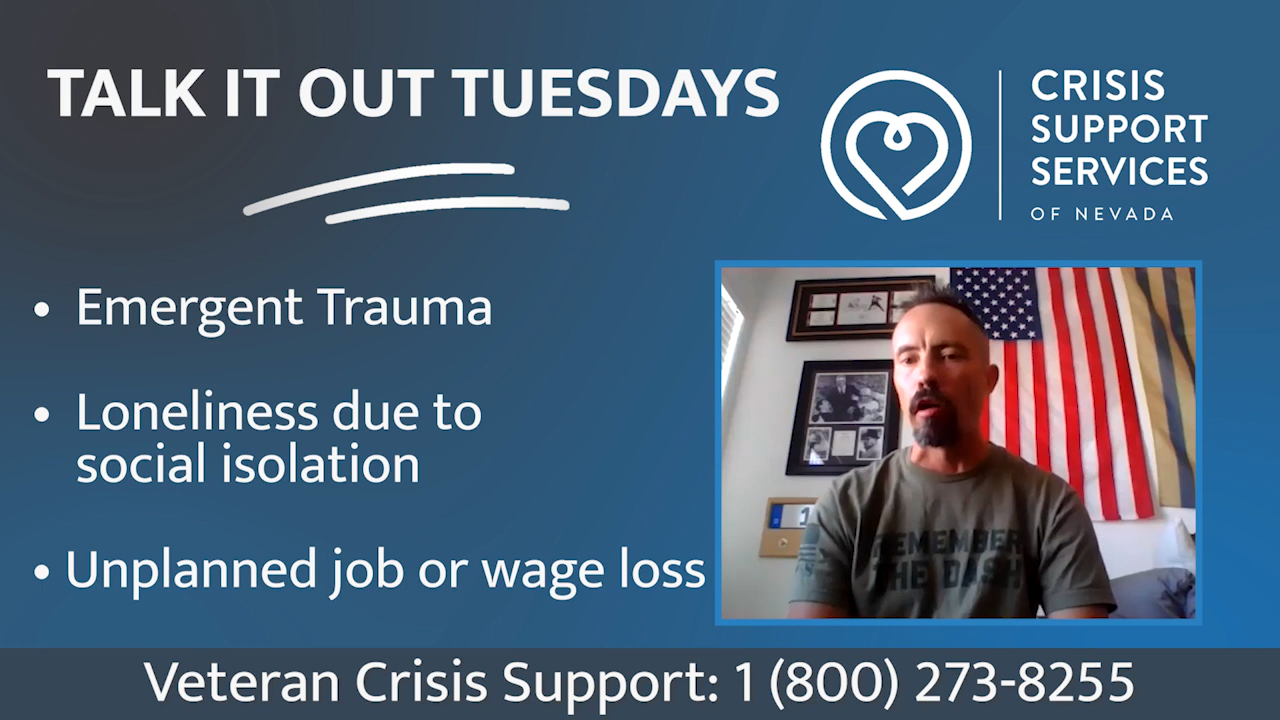 TALK IT OUT TUESDAYS
CRISIS
SUPPORT
SERVICES
OF NEVADA
• Emergent Trauma
• Loneliness due to
social isolation
• Unplanned job or wage loss
REMEMBER
THE DASH
Veteran Crisis Support: 1 (800) 273-8255